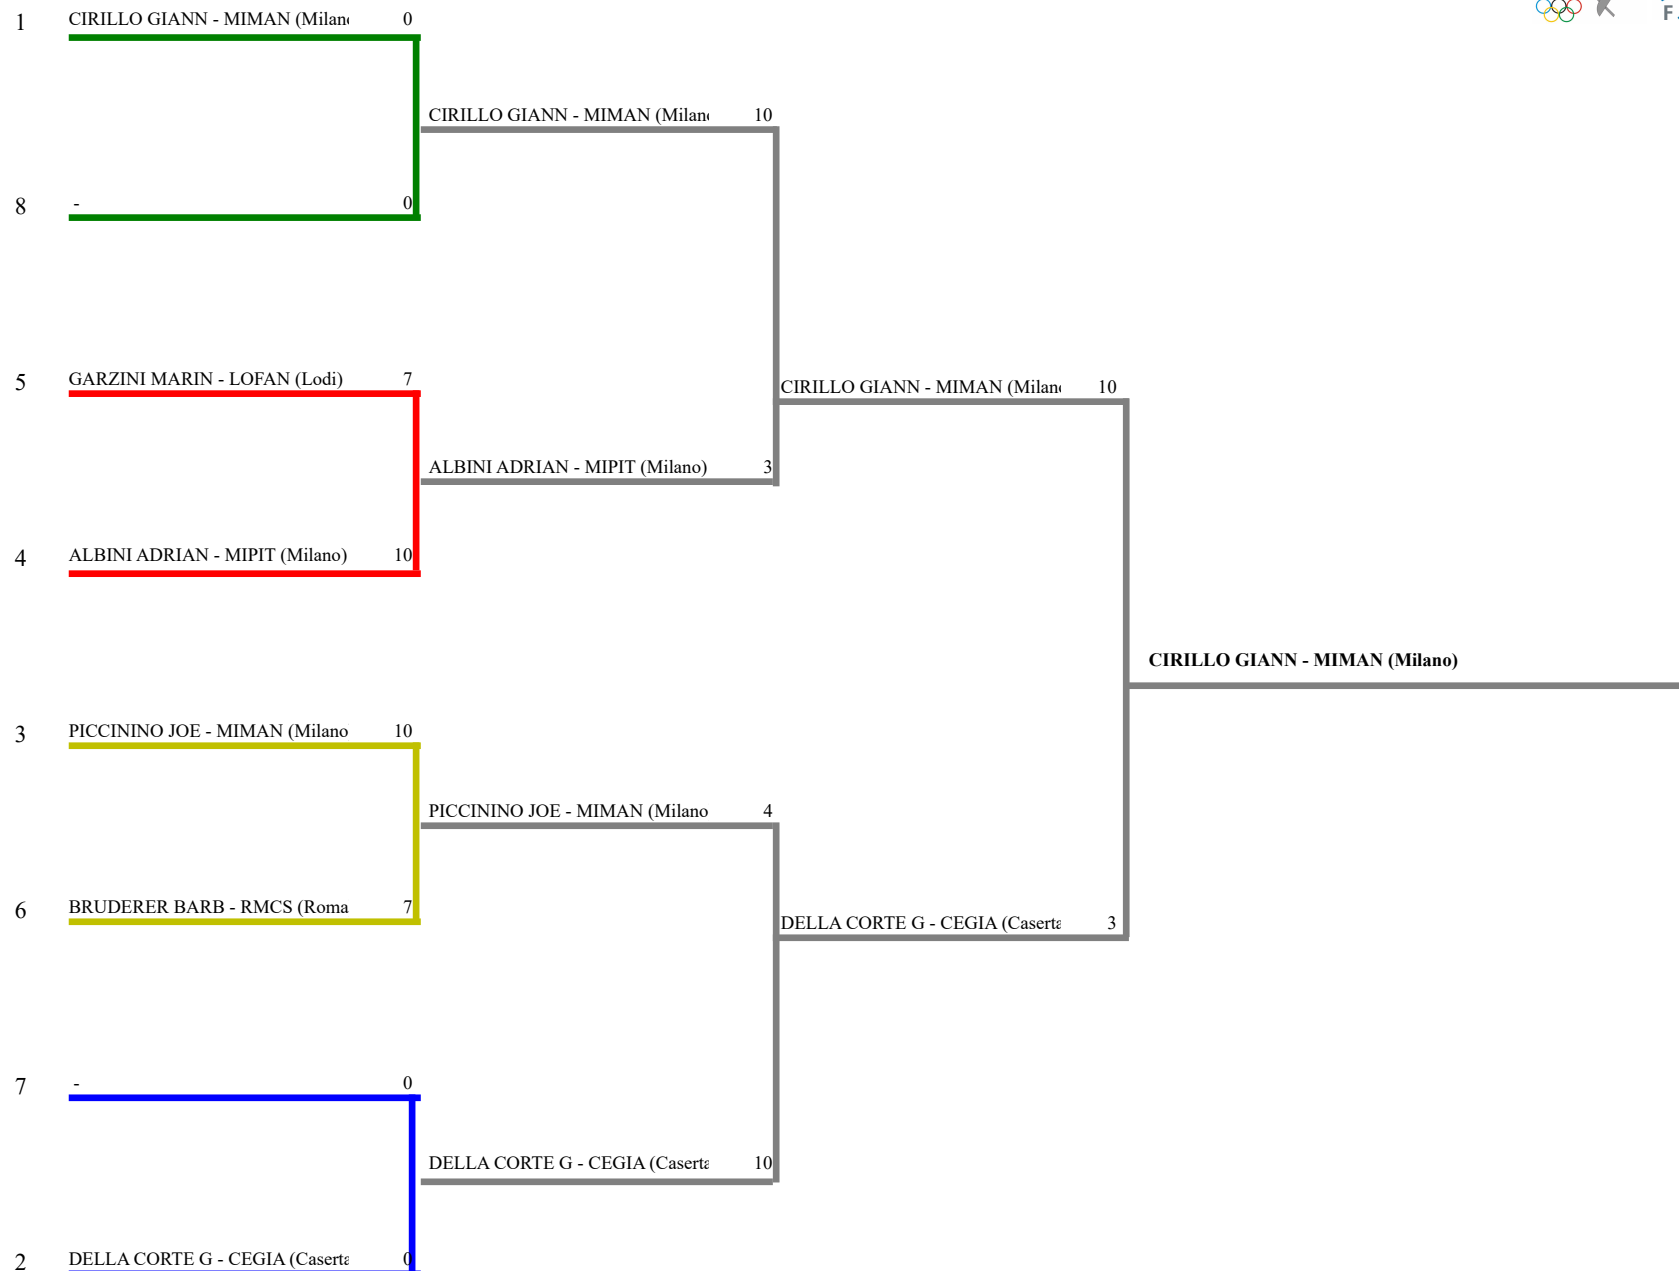 1 CIRILLO GIANN - MIMAN (Milan 0
F
CIRILLO GIANN - MIMAN (Milan 10
8 - 0
5 GARZINI MARIN - LOFAN (Lodi) 7
CIRILLO GIANN - MIMAN (Milan 10
ALBINI ADRIAN - MIPIT (Milano) 3
4 ALBINI ADRIAN - MIPIT (Milano) 10
CIRILLO GIANN - MIMAN (Milano)
3 PICCININO JOE - MIMAN (Milano 10
PICCININO JOE - MIMAN (Milano 4
6 BRUDERER BARB - RMCS (Roma 7
DELLA CORTE G - CEGIA (Caserta 3
7 - 0
DELLA CORTE G - CEGIA (Caserta 10
2 DELLA CORTE G - CEGIA (Caserta 0